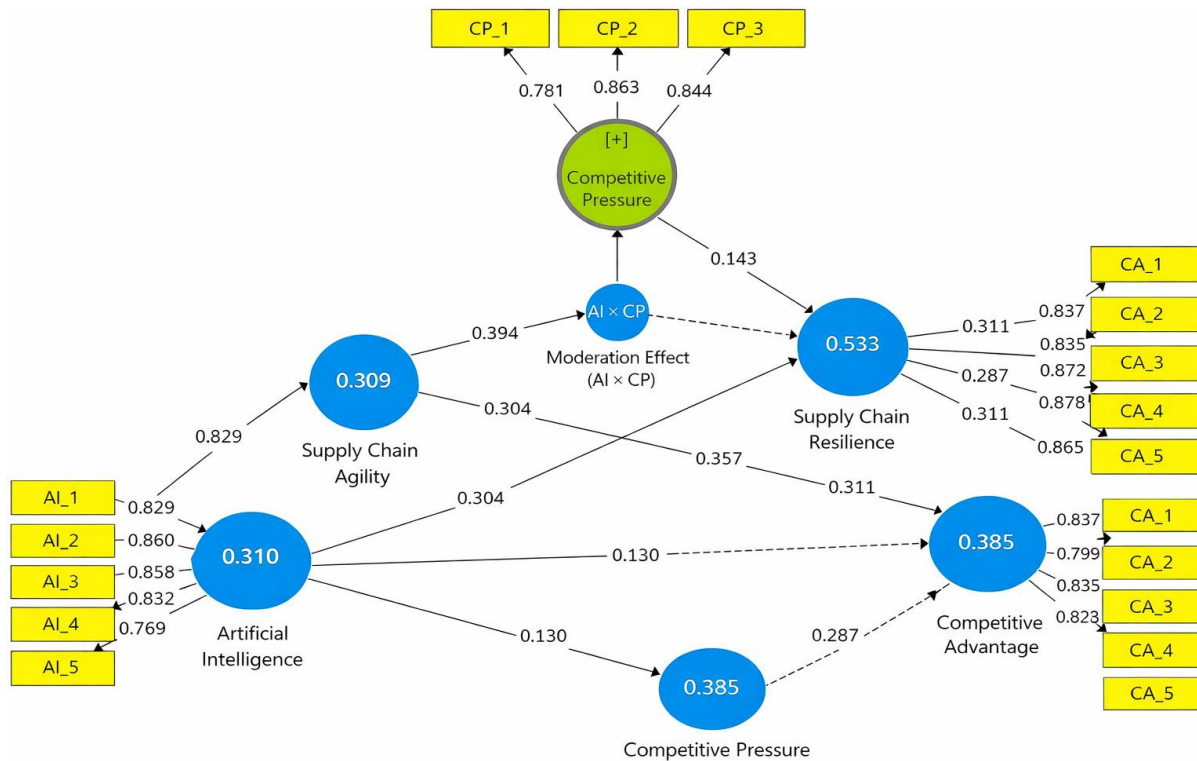 CP_1
CP_2
CP_3
0.781
0.863
0.844
[+]
Competitive
Pressure
0.143
AI × CP
Moderation Effect
(AI × CP)
0.394
0.309
Supply Chain
Agility
0.829
0.304
0.357
0.311
0.533
Supply Chain
Resilience
0.311
0.287
0.311
0.837
0.835
0.872
0.878
0.865
CA_1
CA_2
CA_3
CA_4
CA_5
AI_1
AI_2
AI_3
AI_4
AI_5
0.829
0.860
0.858
0.832
0.769
0.310
Artificial
Intelligence
0.304
0.130
0.130
0.385
Competitive Pressure
0.287
0.385
Competitive
Advantage
0.837
0.799
0.835
0.823
CA_1
CA_2
CA_3
CA_4
CA_5